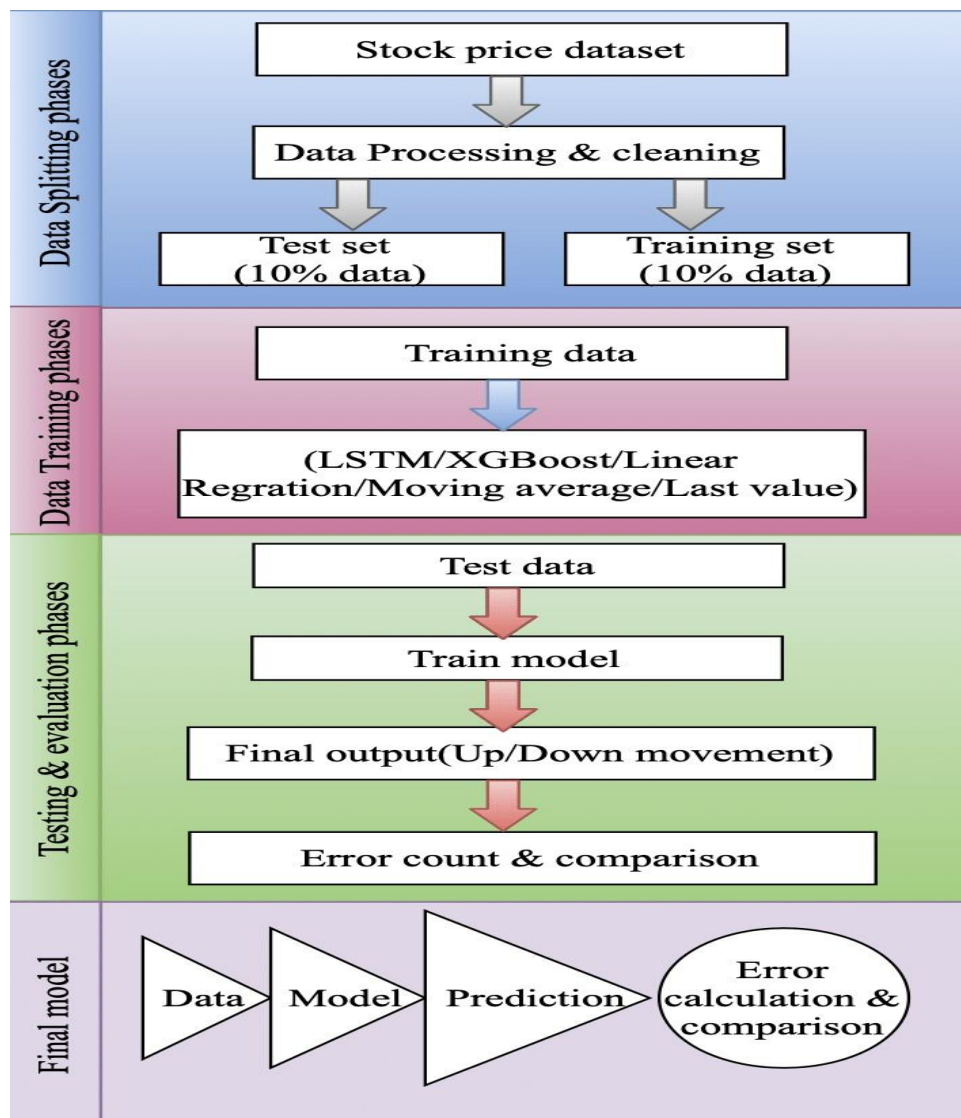 Data Splitting phases
Stock price dataset
Data Processing & cleaning
Test set
(10% data)
Training set
(10% data)
Data Training phases
Training data
(LSTM/XGBoost/Linear
Regration/Moving average/Last value)
Testing & evaluation phases
Test data
Train model
Final output(Up/Down movement)
Error count & comparison
Final model
Data
Model
Prediction
Error
calculation &
comparison